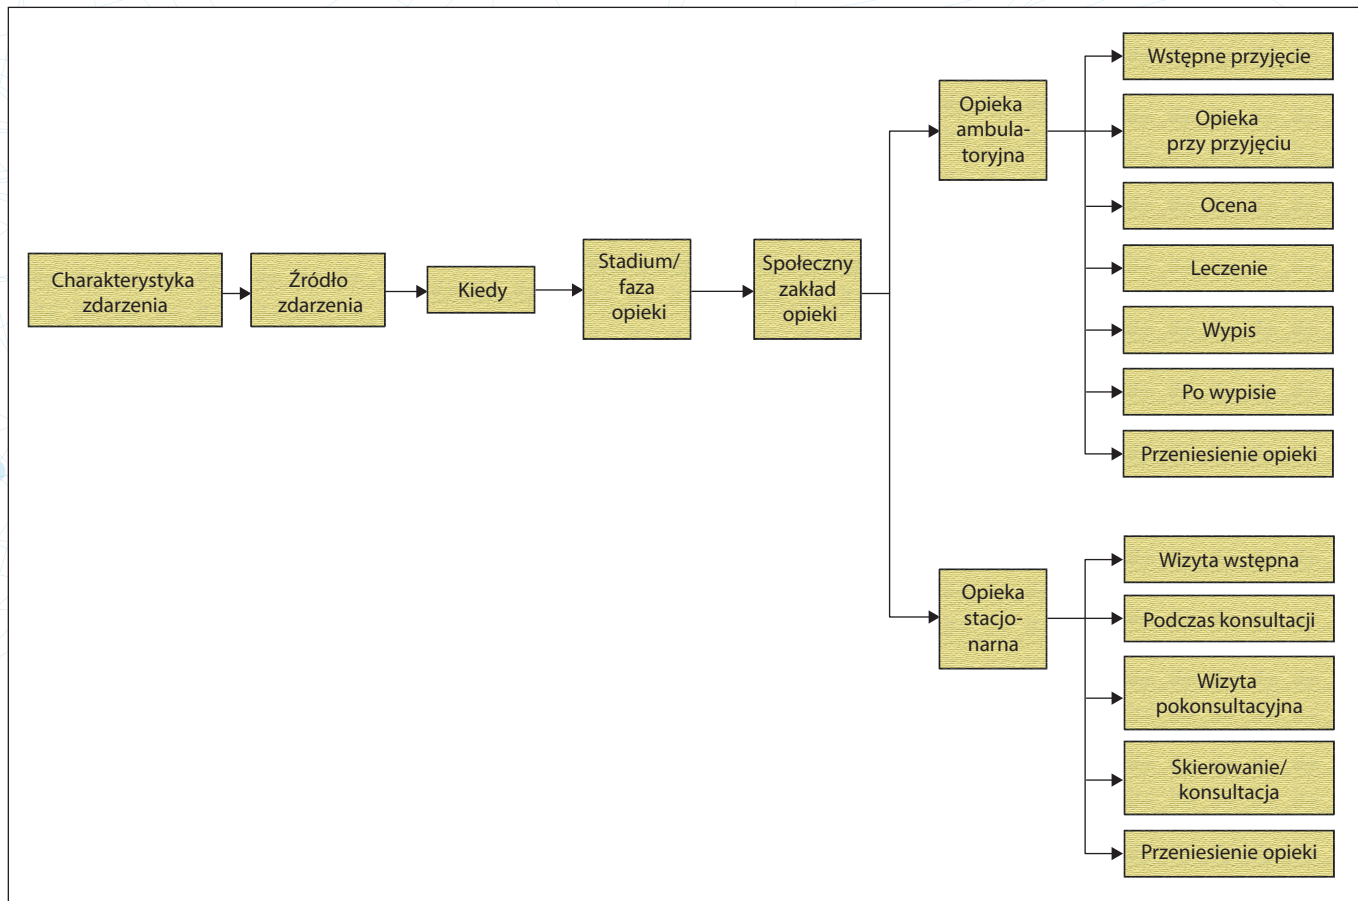 Charakterystyka
zdarzenia
Źródło
zdarzenia
Kiedy
Stadium/
faza
opieki
Społeczny
zakład
opieki
Opieka
ambula-
toryjna
Wstępne przyjęcie
Opieka
przy przyjęciu
Ocena
Leczenie
Wypis
Po wypisie
Przeniesienie opieki
Opieka
stacjo-
narna
Wizyta wstępna
Podczas konsultacji
Wizyta
pokonsultacyjna
Skierowanie/
konsultacja
Przeniesienie opieki